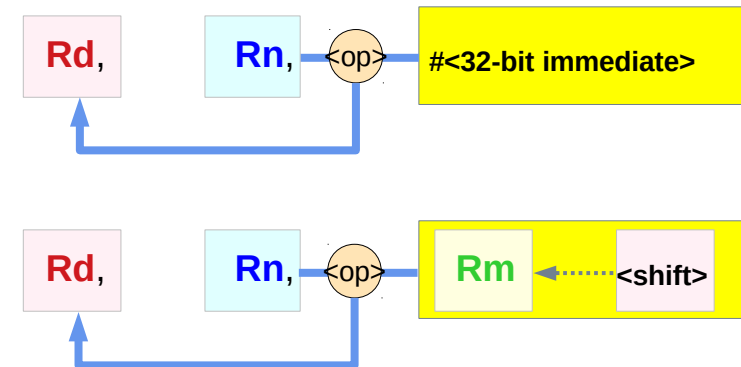 Rd, Rn, <op> #<32-bit immediate>
Rd, Rn, <op> Rm <shift>